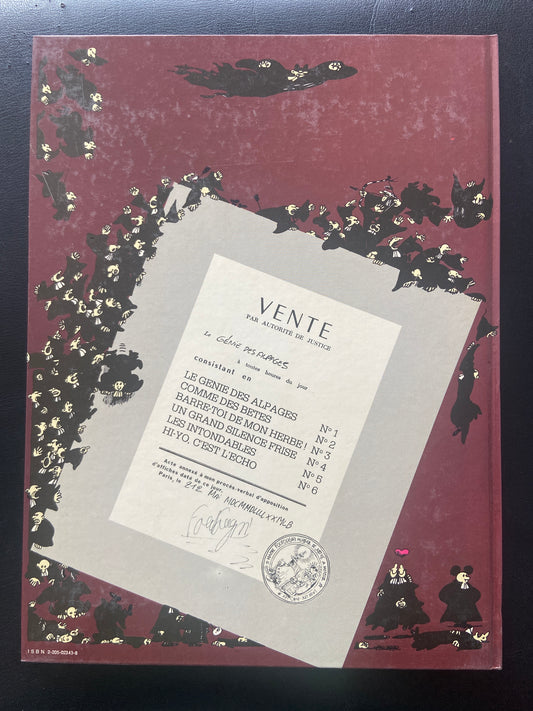 VENTE
PAR AUTORITÉ DE JUSTICE
Le GÉNIE DES ALPAGES
à toutes heures du jour
consistant en
LE GENIE DES ALPAGES N° 1
COMME DES BETES N° 2
BARRE-TOI DE MON HERBE ! N° 3
UN GRAND SILENCE FRISE N° 4
LES INTONDABLES N° 5
HI-YO, C'EST L'ECHO N° 6
Acte annexé à mon procès-verbal d'apposition
d'affiches daté de ce jour.
Paris, le 212
ISBN 2-205-02243-8